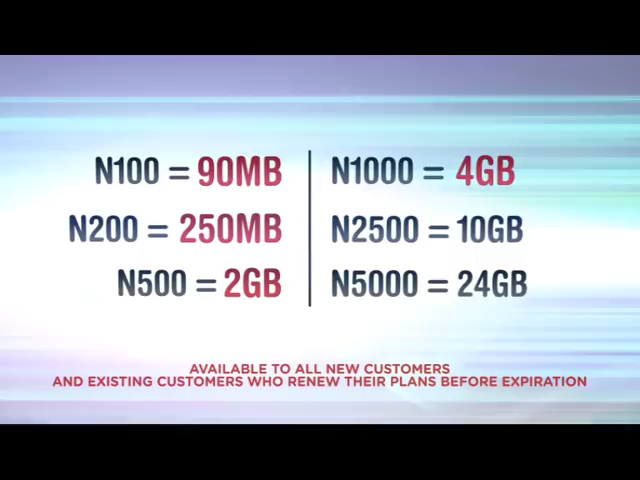 N100 = 90MB
N200 = 250MB
N500 = 2GB
N1000 = 4GB
N2500 = 10GB
N5000 = 24GB
AVAILABLE TO ALL NEW CUSTOMERS
AND EXISTING CUSTOMERS WHO RENEW THEIR PLANS BEFORE EXPIRATION